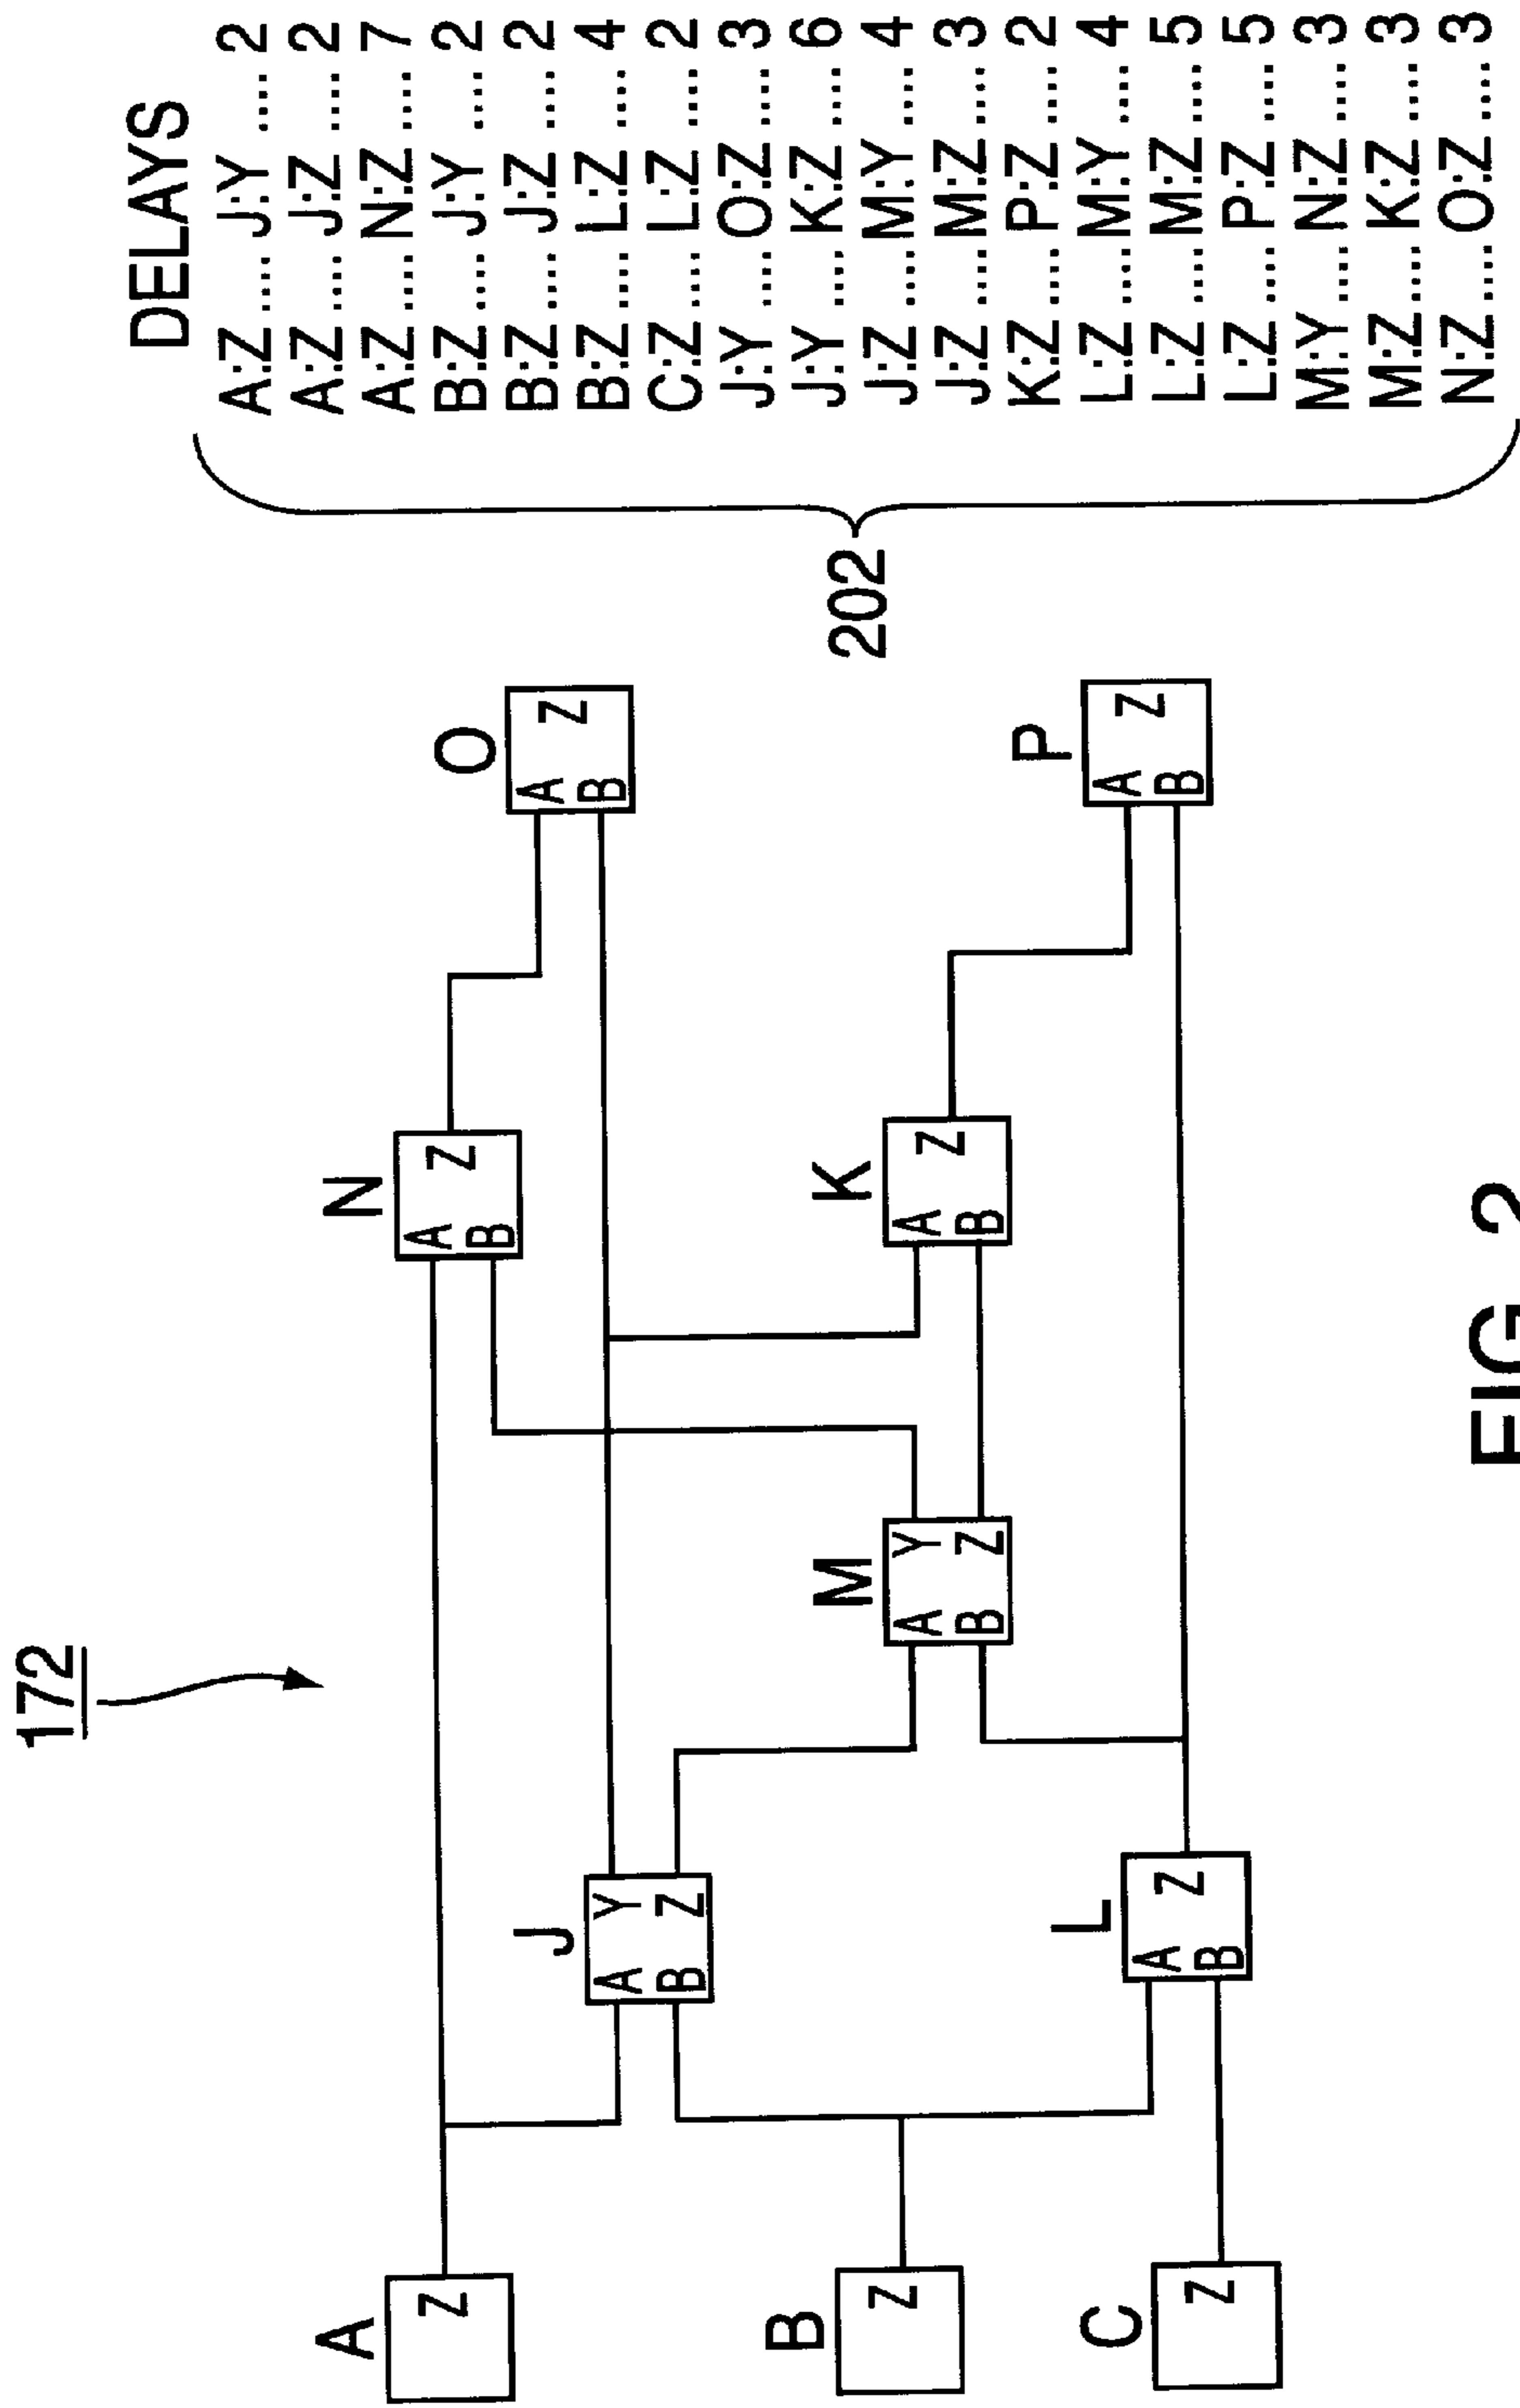 172
DELAYS
A:Z ..... J:Y ..... 2
A:Z ..... J:Z ..... 2
A:Z ..... N:Z ..... 7
B:Z ..... J:Y ..... 2
B:Z ..... J:Z ..... 2
B:Z ..... L:Z ..... 4
C:Z ..... L:Z ..... 2
J:Y ..... O:Z ..... 3
J:Y ..... K:Z ..... 6
J:Z ..... M:Y ..... 4
J:Z ..... M:Z ..... 3
K:Z ..... P:Z ..... 2
L:Z ..... M:Y ..... 4
L:Z ..... M:Z ..... 5
L:Z ..... P:Z ..... 5
M:Y ..... N:Z ..... 3
M:Z ..... K:Z ..... 3
N:Z ..... O:Z ..... 3
202
A
Z
N
A Z
B
O
A Z
B
J
A Y
B Z
B
Z
M
A Y
B Z
K
A Z
B
P
A Z
B
C
Z
L
A Z
B
FIG. 2